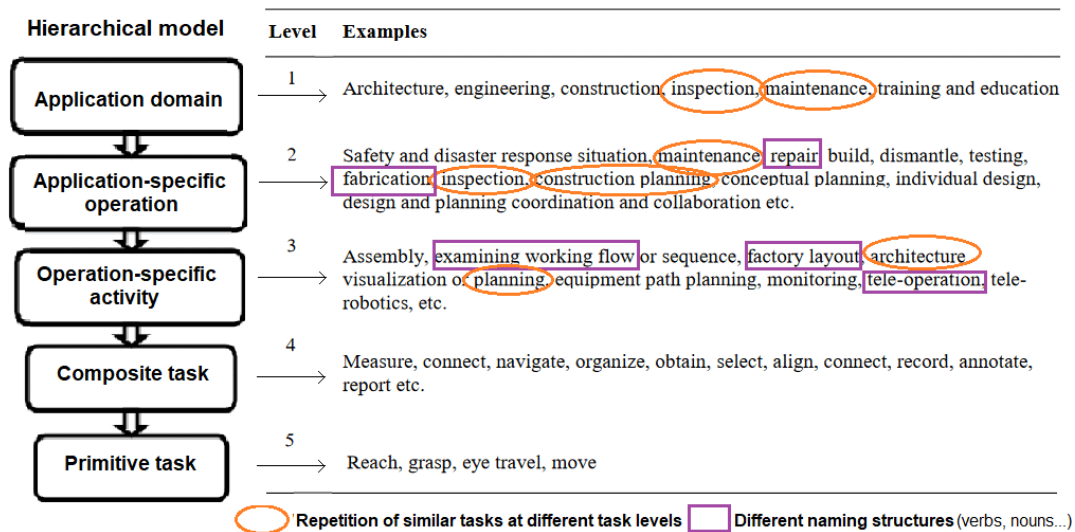 Hierarchical model
Level Examples
Application domain
1
Architecture, engineering, construction, inspection, maintenance, training and education
Application-specific
operation
2
Safety and disaster response situation, maintenance repair build, dismantle, testing,
fabrication inspection, construction planning, conceptual planning, individual design,
design and planning coordination and collaboration etc.
Operation-specific
activity
3
Assembly, examining working flow or sequence, factory layout, architecture
visualization or planning, equipment path planning, monitoring, tele-operation, tele-
robotics, etc.
Composite task
4
Measure, connect, navigate, organize, obtain, select, align, connect, record, annotate,
report etc.
Primitive task
5
Reach, grasp, eye travel, move
Repetition of similar tasks at different task levels
Different naming structures (verbs, nouns...)